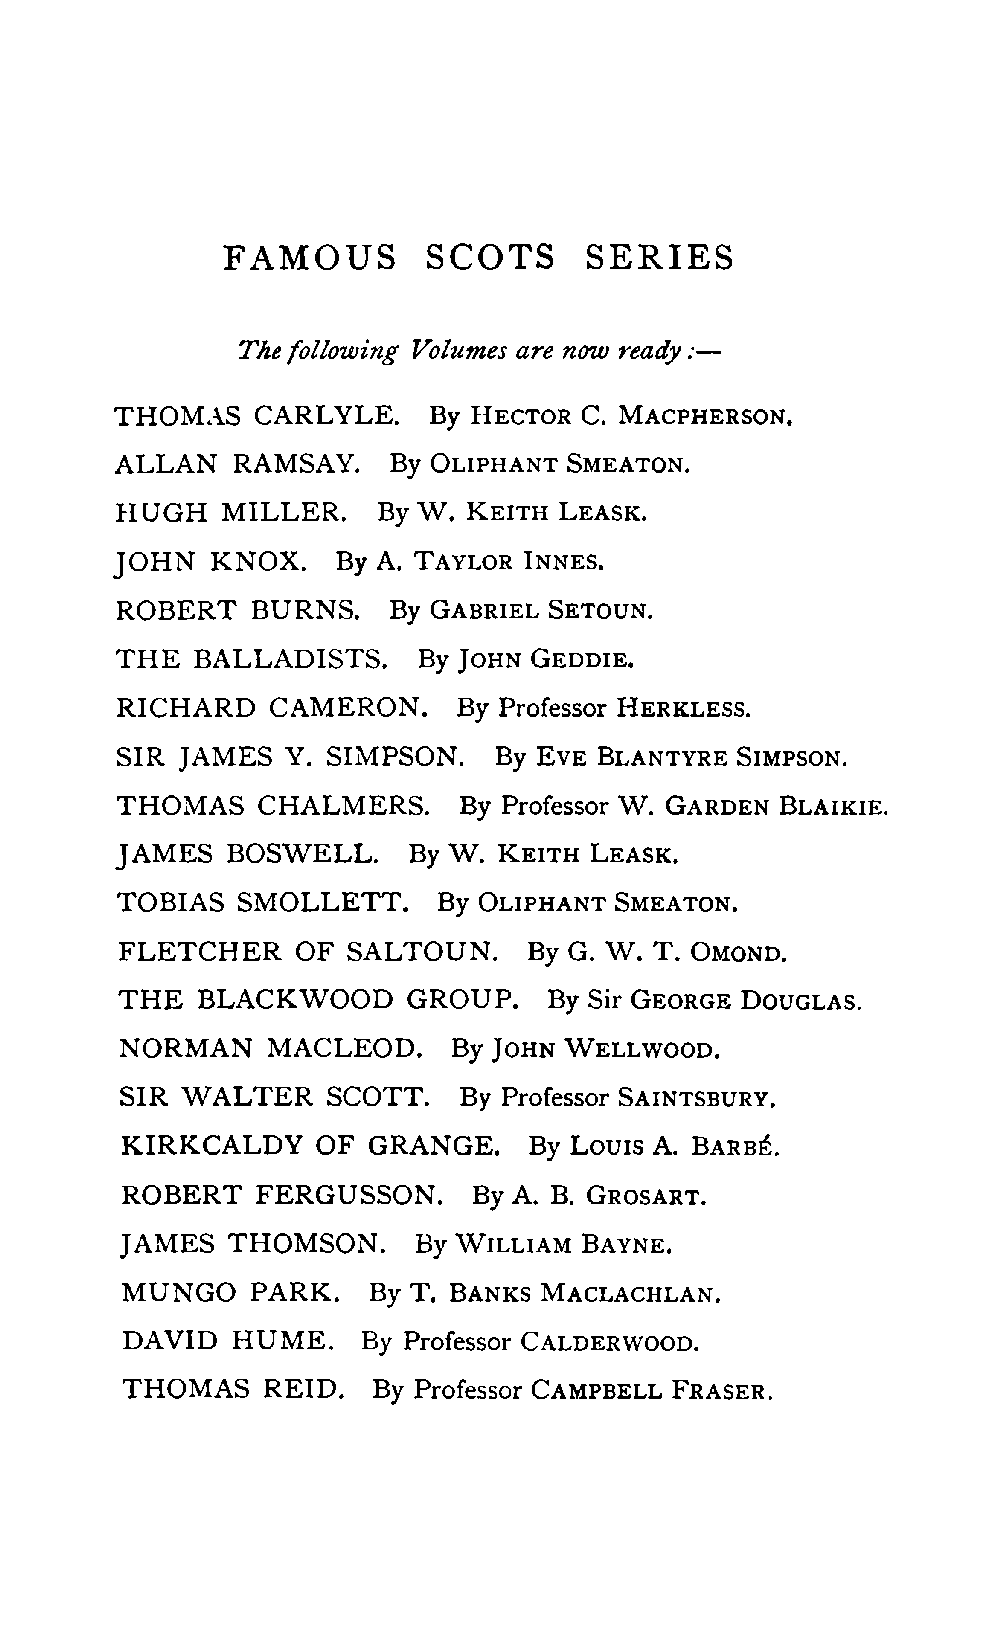 FAMOUS SCOTS SERIES
The following Volumes are now ready:—
THOMAS CARLYLE. By HECTOR C. MACPHERSON.
ALLAN RAMSAY. By OLIPHANT SMEATON.
HUGH MILLER. By W. KEITH LEASK.
JOHN KNOX. By A. TAYLOR INNES.
ROBERT BURNS. By GABRIEL SETOUN.
THE BALLADISTS. By JOHN GEDDIE.
RICHARD CAMERON. By Professor HERKLESS.
SIR JAMES Y. SIMPSON. By EVE BLANTYRE SIMPSON.
THOMAS CHALMERS. By Professor W. GARDEN BLAIKIE.
JAMES BOSWELL. By W. KEITH LEASK.
TOBIAS SMOLLETT. By OLIPHANT SMEATON.
FLETCHER OF SALTOUN. By G. W. T. OMOND.
THE BLACKWOOD GROUP. By Sir GEORGE DOUGLAS.
NORMAN MACLEOD. By JOHN WELLWOOD.
SIR WALTER SCOTT. By Professor SAINTSBURY.
KIRKCALDY OF GRANGE. By LOUIS A. BARBÉ.
ROBERT FERGUSSON. By A. B. GROSART.
JAMES THOMSON. By WILLIAM BAYNE.
MUNGO PARK. By T. BANKS MACLACHLAN.
DAVID HUME. By Professor CALDERWOOD.
THOMAS REID. By Professor CAMPBELL FRASER.